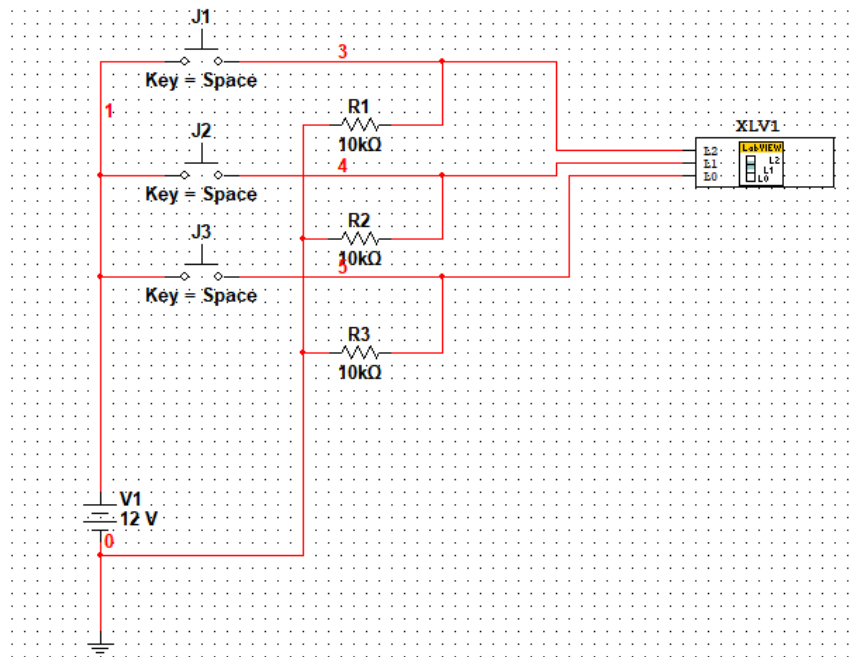 J1
3
Key = Space
1
R1
10kΩ
XLV1
J2
4
Key = Space
L2
L1
L0
LabVIEW
L2
L1
L0
R2
10kΩ
J3
5
Key = Space
R3
10kΩ
V1
12 V
0